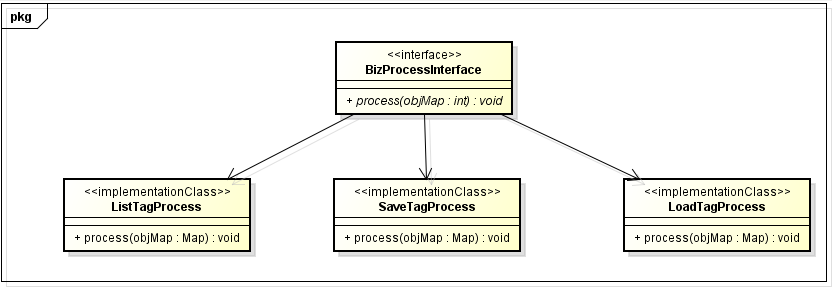 pkg
<<interface>>
BizProcessInterface
+ process(objMap : int) : void
<<implementationClass>>
ListTagProcess
+ process(objMap : Map) : void
<<implementationClass>>
SaveTagProcess
+ process(objMap : Map) : void
<<implementationClass>>
LoadTagProcess
+ process(objMap : Map) : void